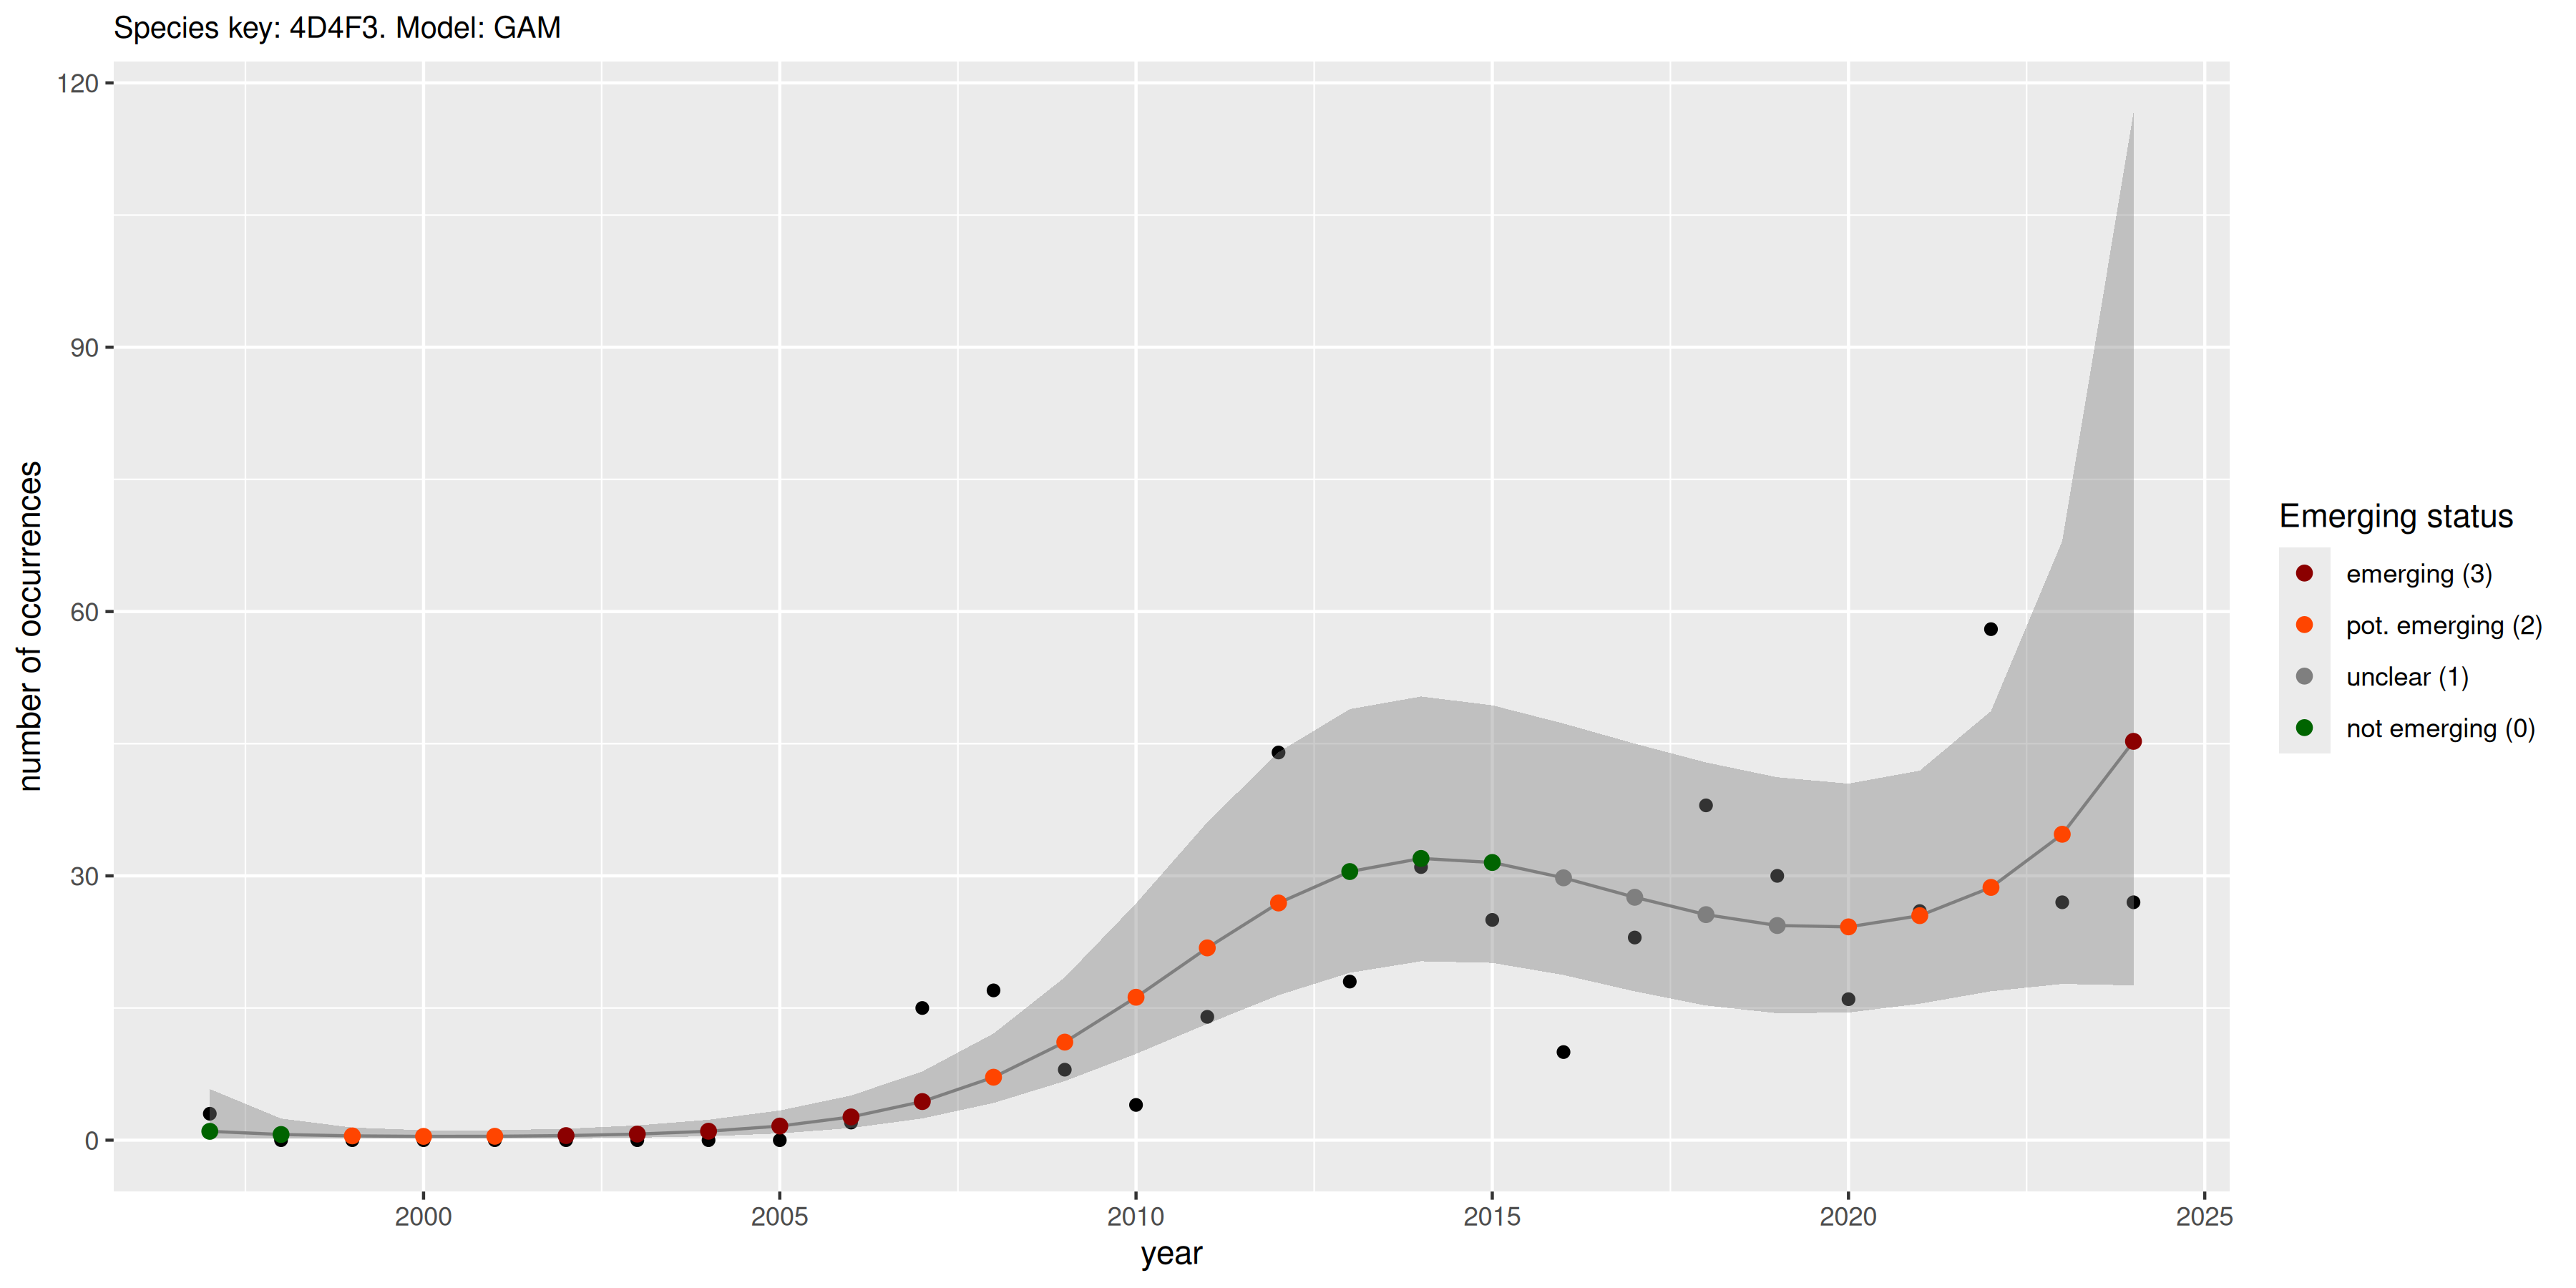 Species key: 4D4F3. Model: GAM
120
90
60
30
0
number of occurrences
2000
2005
2010
2015
2020
2025
year
Emerging status
emerging (3)
pot. emerging (2)
unclear (1)
not emerging (0)